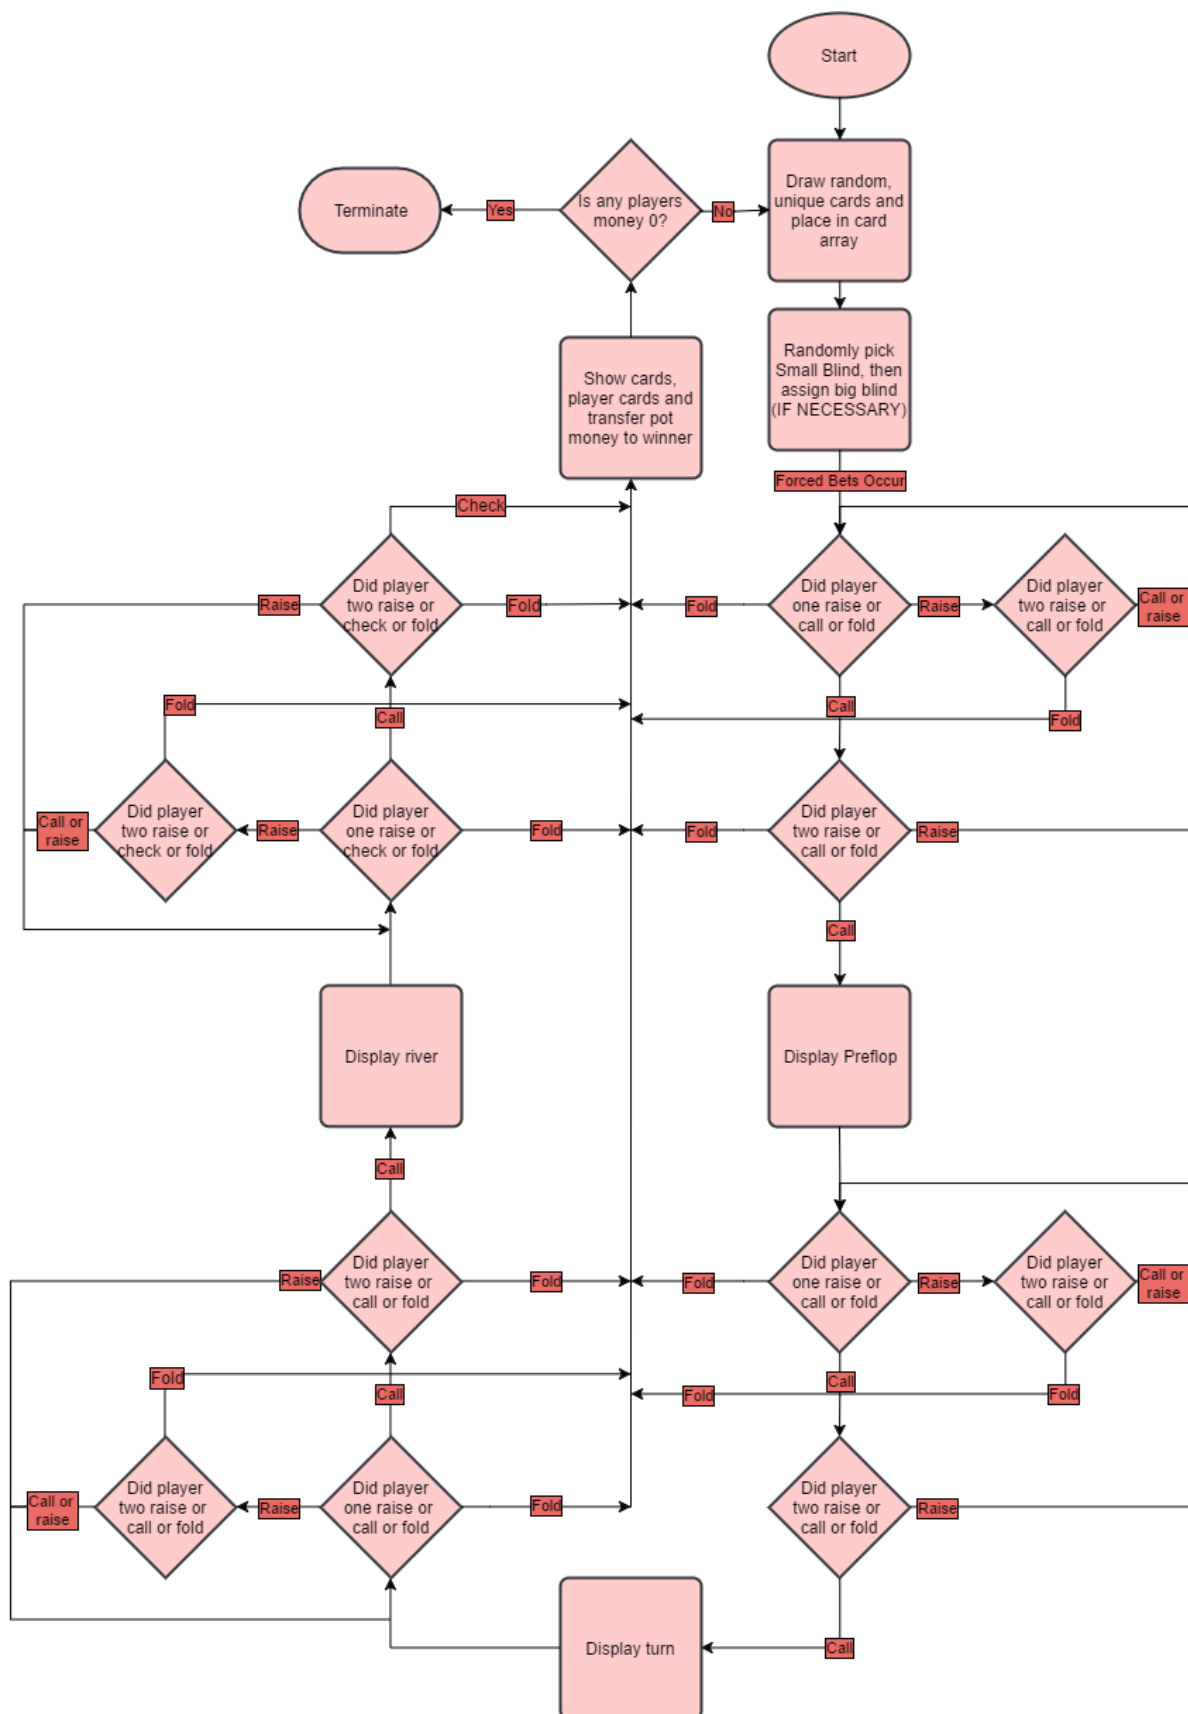 Start
Terminate
Yes
Is any players
money 0?
No
Draw random,
unique cards and
place in card
array
Show cards,
player cards and
transfer pot
money to winner
Randomly pick
Small Blind, then
assign big blind
(IF NECESSARY)
Forced Bets Occur
Check
Raise
Did player
two raise or
check or fold
Fold
Fold
Did player
one raise or
call or fold
Raise
Did player
two raise or
call or fold
Call or
raise
Fold
Call
Call
Fold
Call or
raise
Did player
two raise or
check or fold
Raise
Did player
one raise or
check or fold
Fold
Fold
Did player
two raise or
call or fold
Raise
Call
Display river
Display Preflop
Call
Raise
Did player
two raise or
call or fold
Fold
Fold
Did player
one raise or
call or fold
Raise
Did player
two raise or
call or fold
Call or
raise
Fold
Call
Fold
Call
Fold
Call or
raise
Did player
two raise or
call or fold
Raise
Did player
one raise or
call or fold
Fold
Did player
two raise or
call or fold
Raise
Display turn
Call